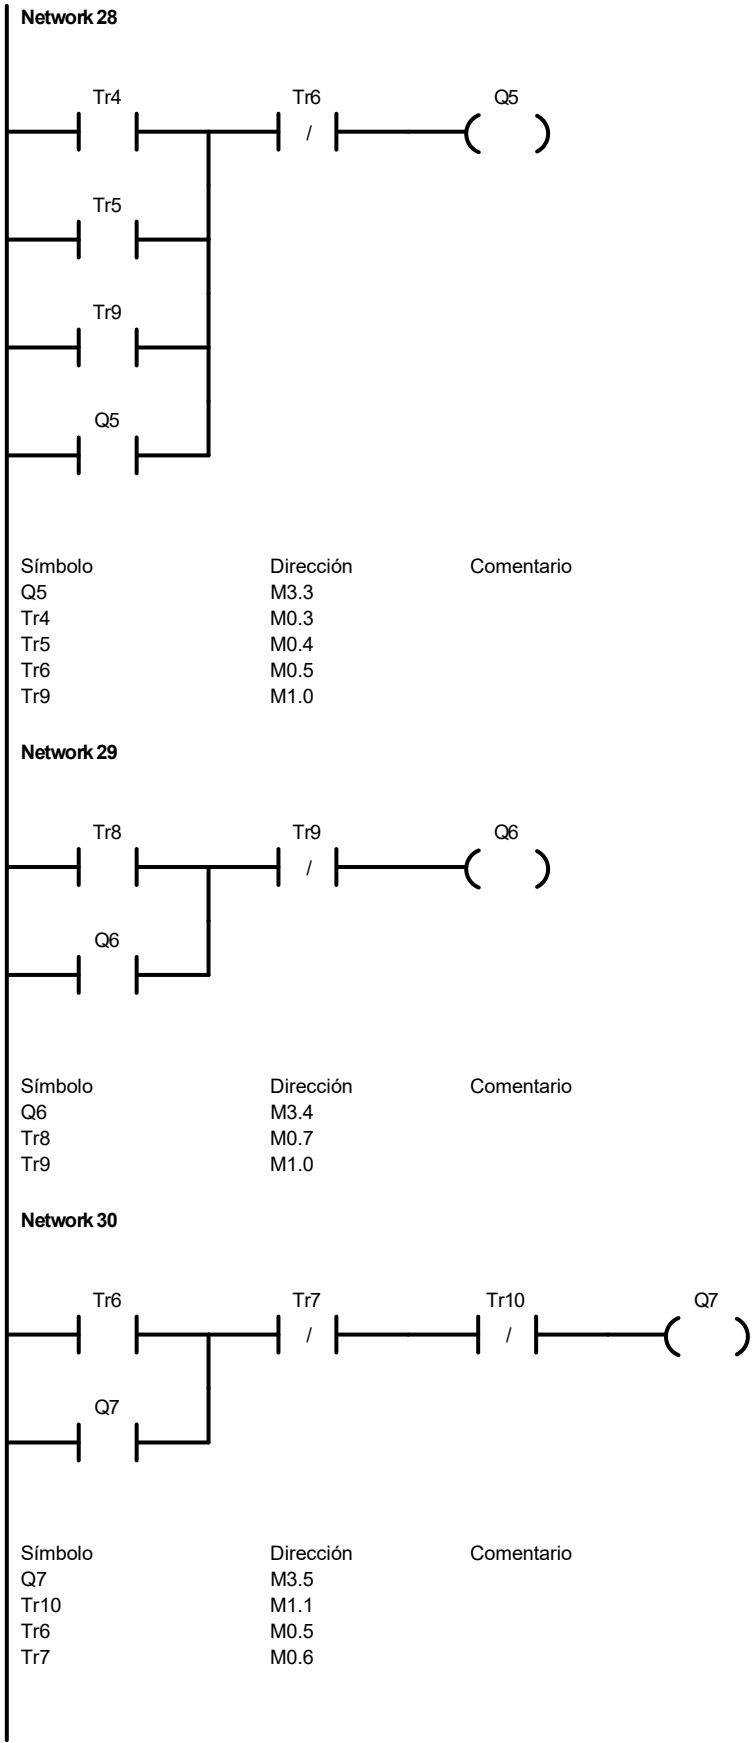 Network 28
Tr4 Tr6 Q5
/
Tr5
Tr9
Q5
Símbolo Dirección Comentario
Q5 M3.3
Tr4 M0.3
Tr5 M0.4
Tr6 M0.5
Tr9 M1.0
Network 29
Tr8 Tr9 Q6
/
Q6
Símbolo Dirección Comentario
Q6 M3.4
Tr8 M0.7
Tr9 M1.0
Network 30
Tr6 Tr7 Tr10 Q7
/ /
Q7
Símbolo Dirección Comentario
Q7 M3.5
Tr10 M1.1
Tr6 M0.5
Tr7 M0.6